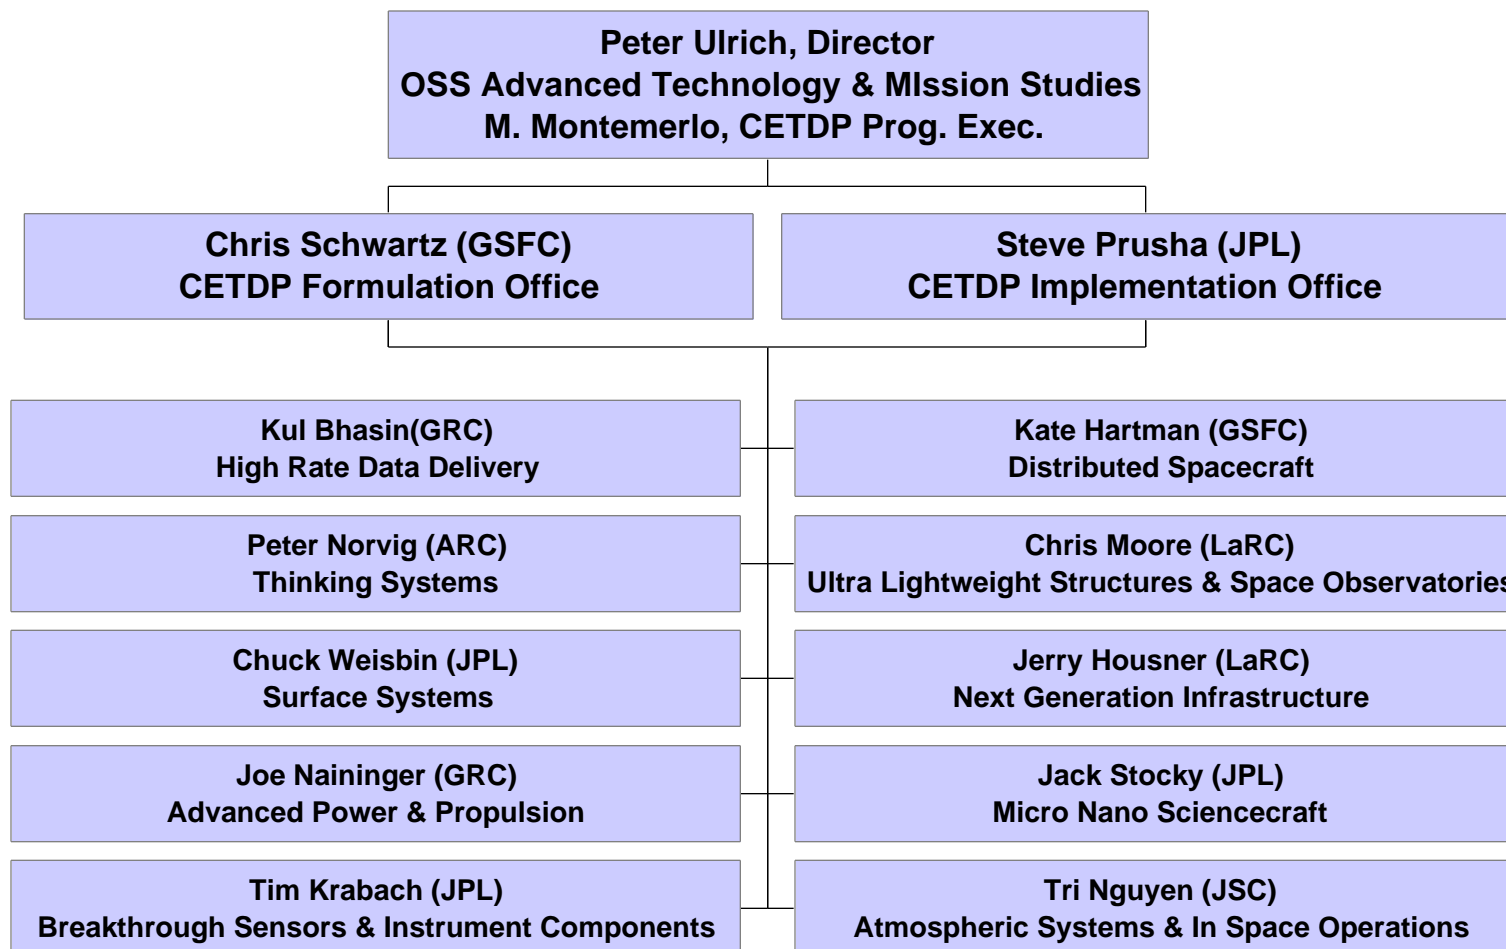 Peter Ulrich, Director
OSS Advanced Technology & MIssion Studies
M. Montemerlo, CETDP Prog. Exec.
Chris Schwartz (GSFC)
CETDP Formulation Office
Steve Prusha (JPL)
CETDP Implementation Office
Kul Bhasin(GRC)
High Rate Data Delivery
Kate Hartman (GSFC)
Distributed Spacecraft
Peter Norvig (ARC)
Thinking Systems
Chris Moore (LaRC)
Ultra Lightweight Structures & Space Observatories
Chuck Weisbin (JPL)
Surface Systems
Jerry Housner (LaRC)
Next Generation Infrastructure
Joe Naininger (GRC)
Advanced Power & Propulsion
Jack Stocky (JPL)
Micro Nano Sciencecraft
Tim Krabach (JPL)
Breakthrough Sensors & Instrument Components
Tri Nguyen (JSC)
Atmospheric Systems & In Space Operations